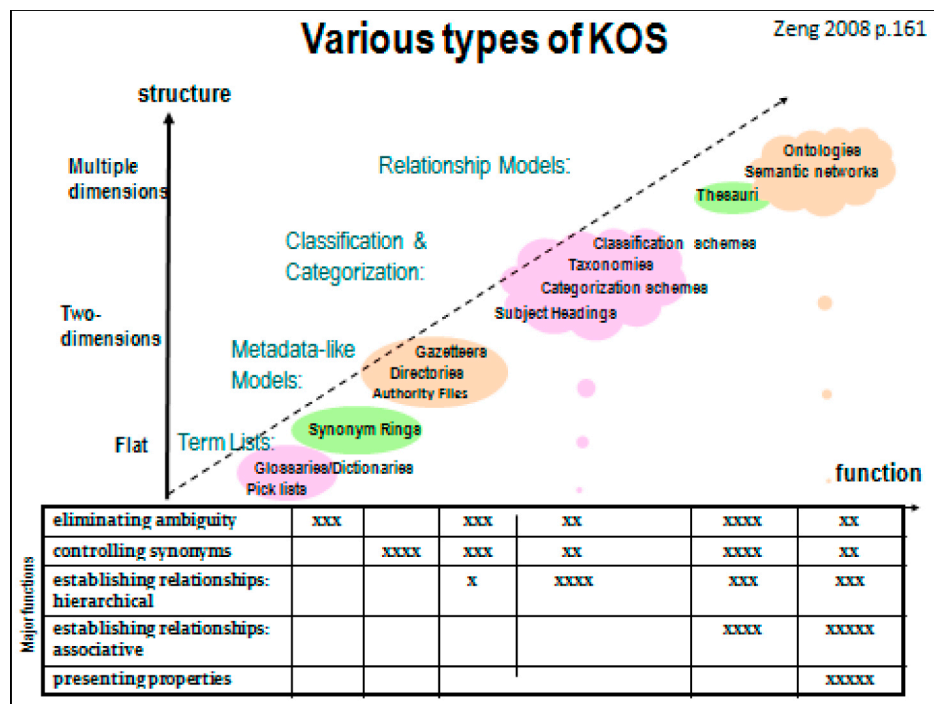 Various types of KOS
Zeng 2008 p.161
structure
Multiple
dimensions
Relationship Models:
Ontologies
Semantic networks
Thesauri
Classification &
Categorization:
Classification schemes
Taxonomies
Categorization schemes
Subject Headings
Two-
dimensions
Metadata-like
Models:
Gazetteers
Directories
Authority Files
Flat
Term Lists:
Synonym Rings
Glossaries/Dictionaries
Pick lists
function
Major functions
eliminating ambiguity xxx xxx xx xxxx xx
controlling synonyms xxxx xxx xx xxxx xx
establishing relationships:
hierarchical x xxxx xxx xxx
establishing relationships:
associative xxxx xxxxx
presenting properties xxxxx